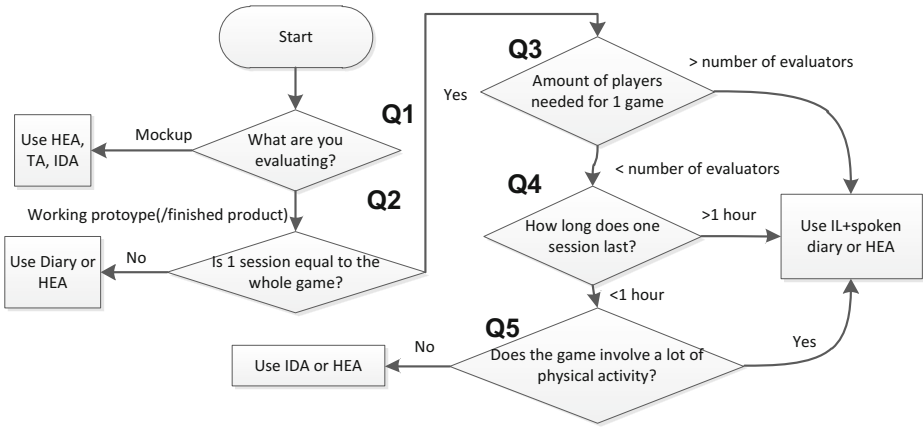 Start
Q1
What are you
evaluating?
Mockup
Use HEA,
TA, IDA
Working protoype(/finished product)
Q2
Is 1 session equal to the
whole game?
No
Use Diary or
HEA
Yes
Q3
Amount of players
needed for 1 game
> number of evaluators
< number of evaluators
Q4
How long does one
session last?
>1 hour
Use IL+spoken
diary or HEA
<1 hour
Q5
Does the game involve a lot of
physical activity?
Yes
No
Use IDA or HEA